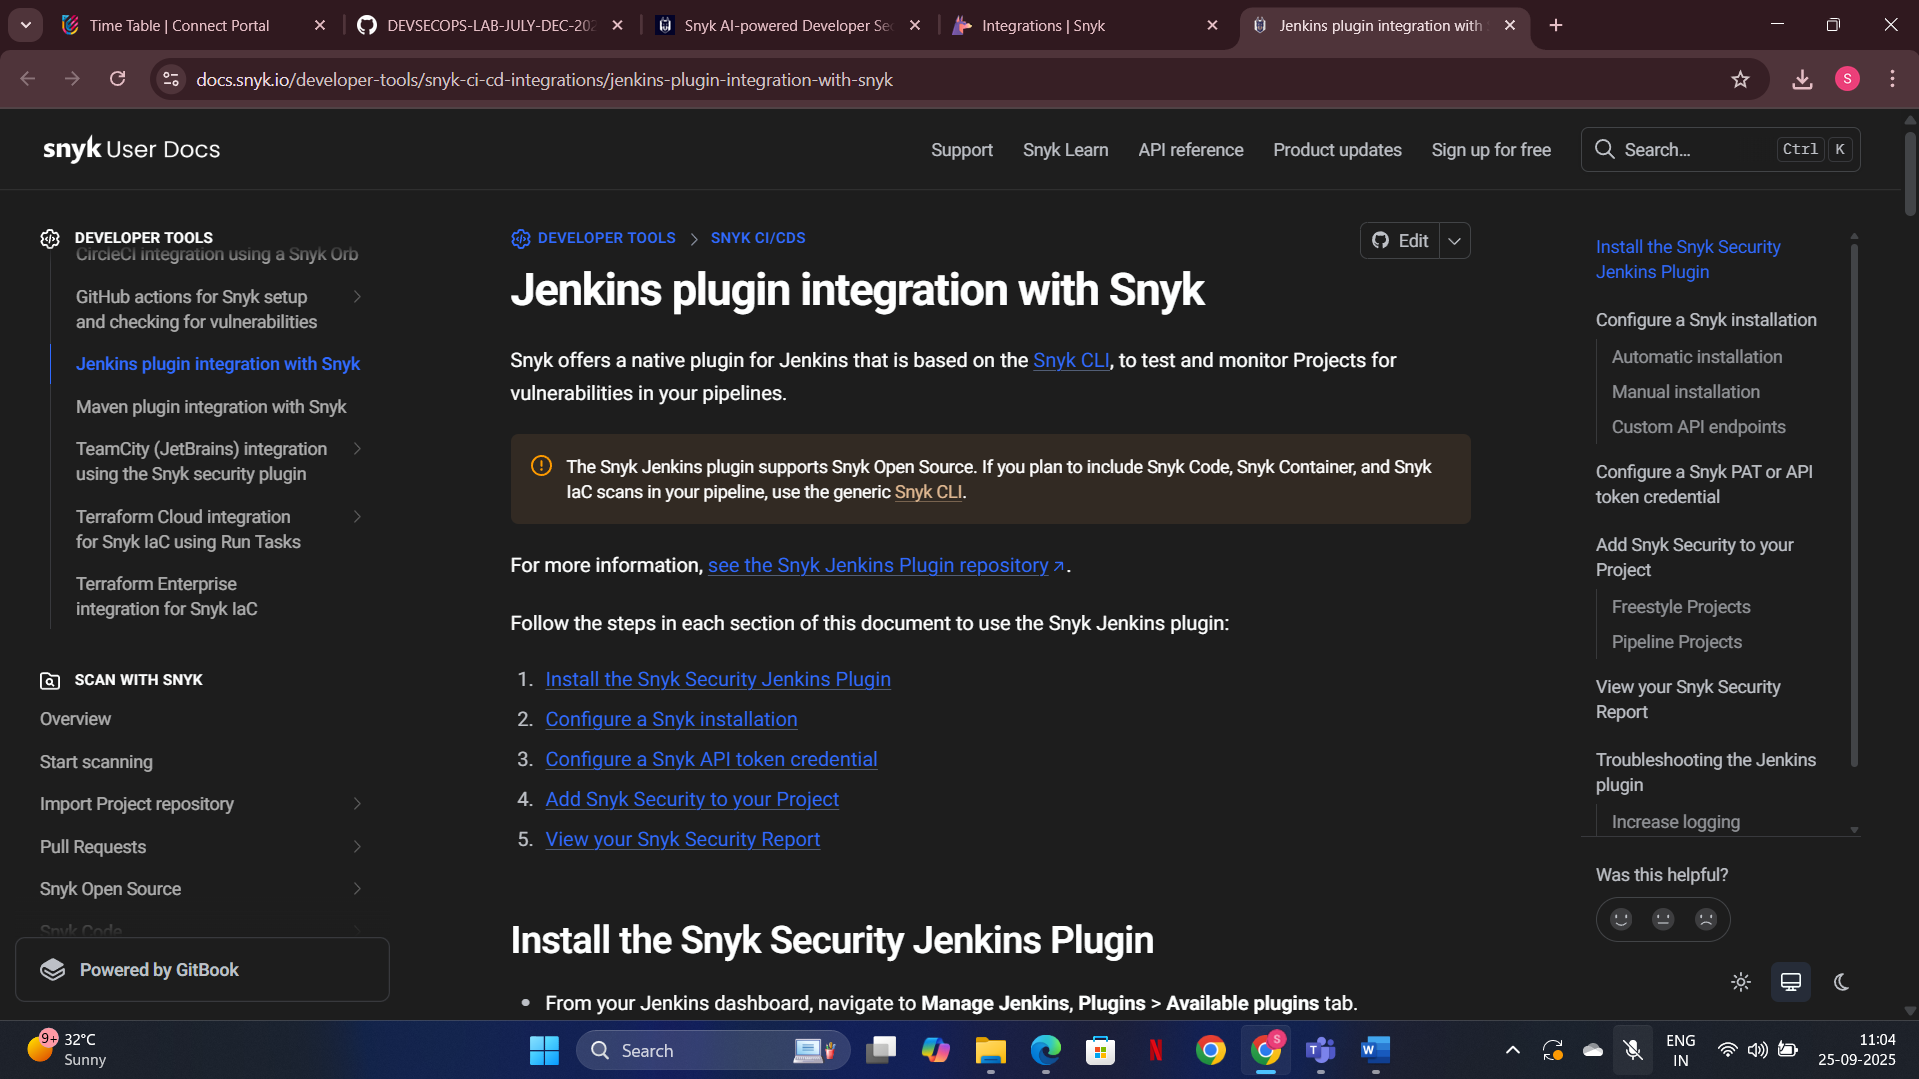 Time Table | Connect Portal
DEVSECOPS-LAB-JULY-DEC-202
Snyk AI-powered Developer Se
Integrations | Snyk
Jenkins plugin integration with S
docs.snyk.io/developer-tools/snyk-ci-cd-integrations/jenkins-plugin-integration-with-snyk
S
snyk User Docs
Support
Snyk Learn
API reference
Product updates
Sign up for free
Search...
Ctrl K
DEVELOPER TOOLS
CircleCI integration using a Snyk Orb
GitHub actions for Snyk setup
and checking for vulnerabilities
Jenkins plugin integration with Snyk
Maven plugin integration with Snyk
TeamCity (JetBrains) integration
using the Snyk security plugin
Terraform Cloud integration
for Snyk IaC using Run Tasks
Terraform Enterprise
integration for Snyk IaC
SCAN WITH SNYK
Overview
Start scanning
Import Project repository
Pull Requests
Snyk Open Source
Snyk Code
Powered by GitBook
DEVELOPER TOOLS > SNYK CI/CDS
Edit
Jenkins plugin integration with Snyk
Snyk offers a native plugin for Jenkins that is based on the Snyk CLI, to test and monitor Projects for
vulnerabilities in your pipelines.
The Snyk Jenkins plugin supports Snyk Open Source. If you plan to include Snyk Code, Snyk Container, and Snyk
IaC scans in your pipeline, use the generic Snyk CLI.
For more information, see the Snyk Jenkins Plugin repository↗.
Follow the steps in each section of this document to use the Snyk Jenkins plugin:
1. Install the Snyk Security Jenkins Plugin
2. Configure a Snyk installation
3. Configure a Snyk API token credential
4. Add Snyk Security to your Project
5. View your Snyk Security Report
Install the Snyk Security Jenkins Plugin
• From your Jenkins dashboard, navigate to Manage Jenkins, Plugins > Available plugins tab.
Install the Snyk Security
Jenkins Plugin
Configure a Snyk installation
Automatic installation
Manual installation
Custom API endpoints
Configure a Snyk PAT or API
token credential
Add Snyk Security to your
Project
Freestyle Projects
Pipeline Projects
View your Snyk Security
Report
Troubleshooting the Jenkins
plugin
Increase logging
Was this helpful?
9+
32°C
Sunny
Search
N
S
T
W
ENG
IN
11:04
25-09-2025